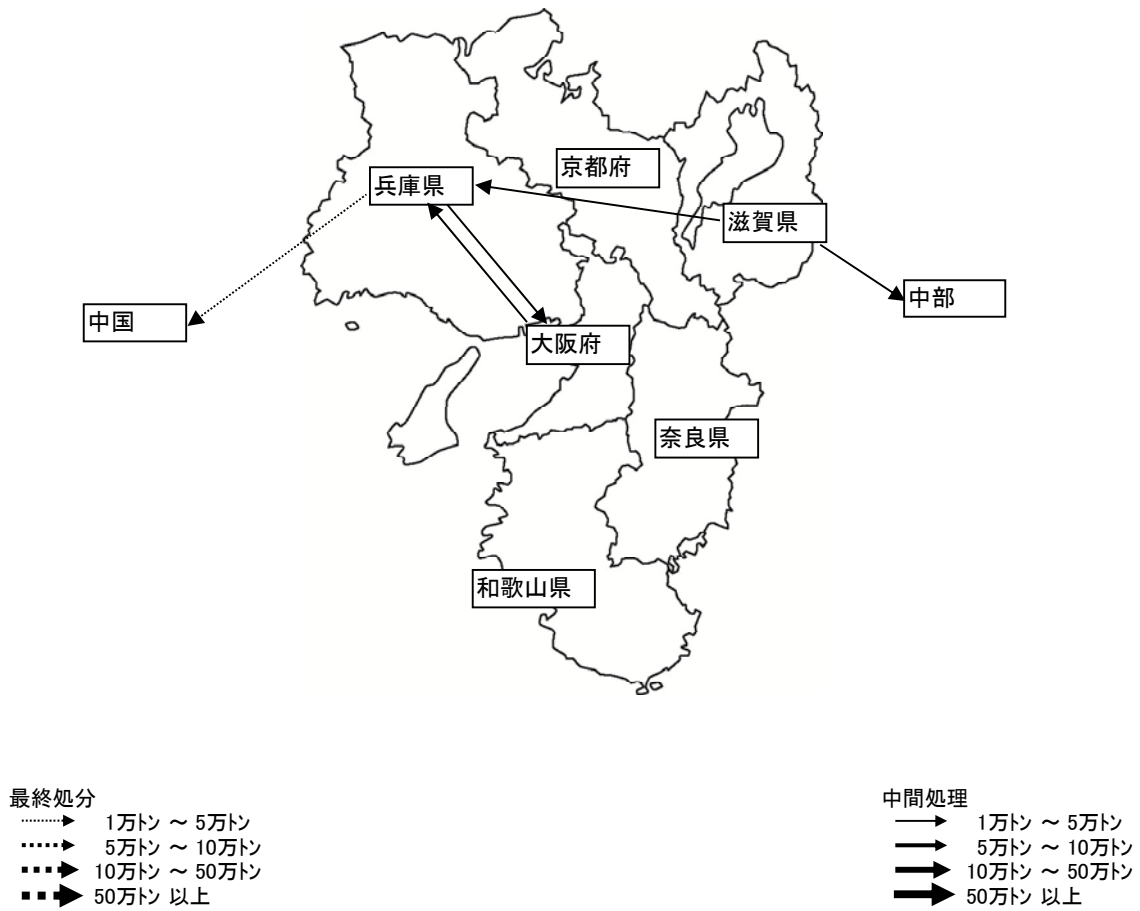 京都府
兵庫県
滋賀県
中国
中部
大阪府
奈良県
和歌山県
最終処分
1万トン ～ 5万トン
5万トン ～ 10万トン
10万トン ～ 50万トン
50万トン 以上
中間処理
1万トン ～ 5万トン
5万トン ～ 10万トン
10万トン ～ 50万トン
50万トン 以上